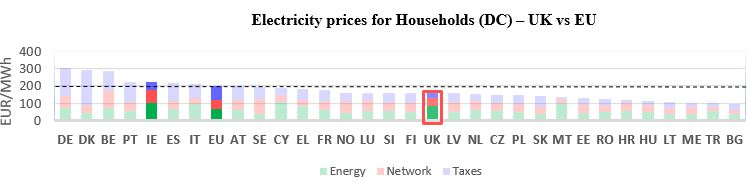 Electricity prices for Households (DC) – UK vs EU
400
300
200
100
0
EUR/MWh
DE DK BE PT IE ES IT EU AT SE CY EL FR NO LU SI FI UK LV NL CZ PL SK MT EE RO HR HU LT ME TR BG
Energy Network Taxes